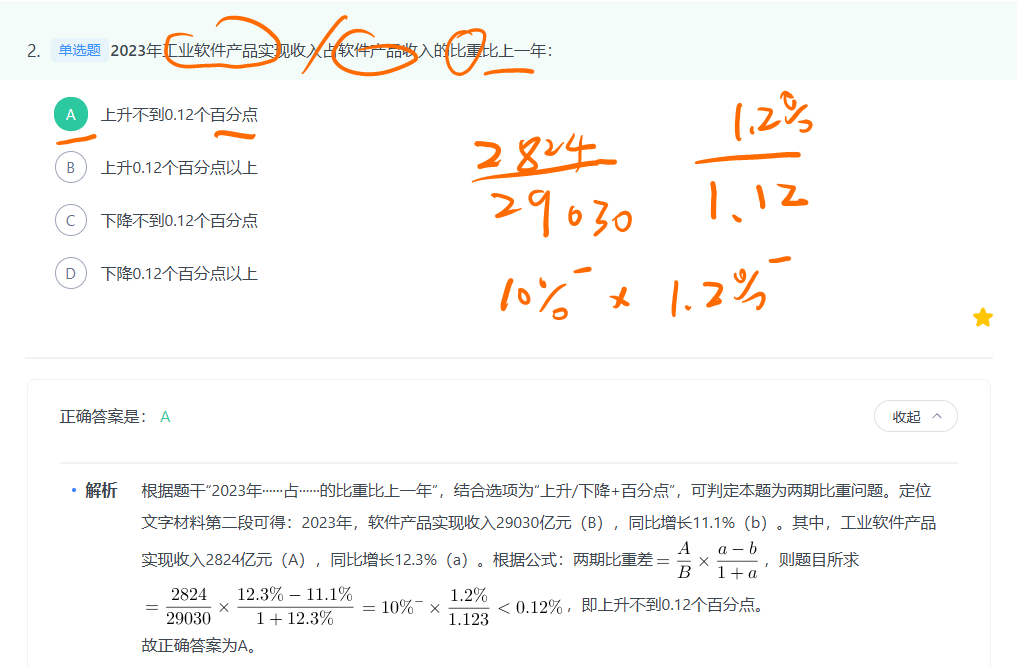 2. 单选题 2023年工业软件产品实现收入占软件产品收入的比重比上一年：
A 上升不到0.12个百分点
B 上升0.12个百分点以上
C 下降不到0.12个百分点
D 下降0.12个百分点以上
2824
29030
1.2%
1.12
10%⁻ × 1.2%⁻
正确答案是： A
收起
• 解析 根据题干“2023年······占······的比重比上一年”，结合选项为“上升/下降+百分点”，可判定本题为两期比重问题。定位
文字材料第二段可得：2023年，软件产品实现收入29030亿元（B），同比增长11.1%（b）。其中，工业软件产品
实现收入2824亿元（A），同比增长12.3%（a）。根据公式：两期比重差＝A/B × (a − b)/(1 + a)，则题目所求
= 2824/29030 × (12.3% − 11.1%)/(1 + 12.3%) = 10%⁻ × 1.2%/1.123 < 0.12%，即上升不到0.12个百分点。
故正确答案为A。